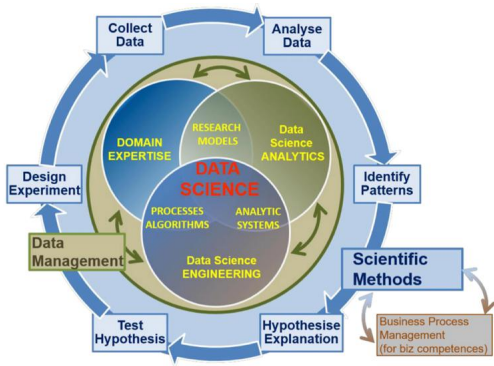 Collect
Data
Analyse
Data
RESEARCH
MODELS
DOMAIN
EXPERTISE
Data
Science
ANALYTICS
DATA
SCIENCE
Design
Experiment
Identify
Patterns
PROCESSES
ALGORITHMS
ANALYTIC
SYSTEMS
Data
Management
Data Science
ENGINEERING
Scientific
Methods
Test
Hypothesis
Hypothesise
Explanation
Business Process
Management
(for biz competences)